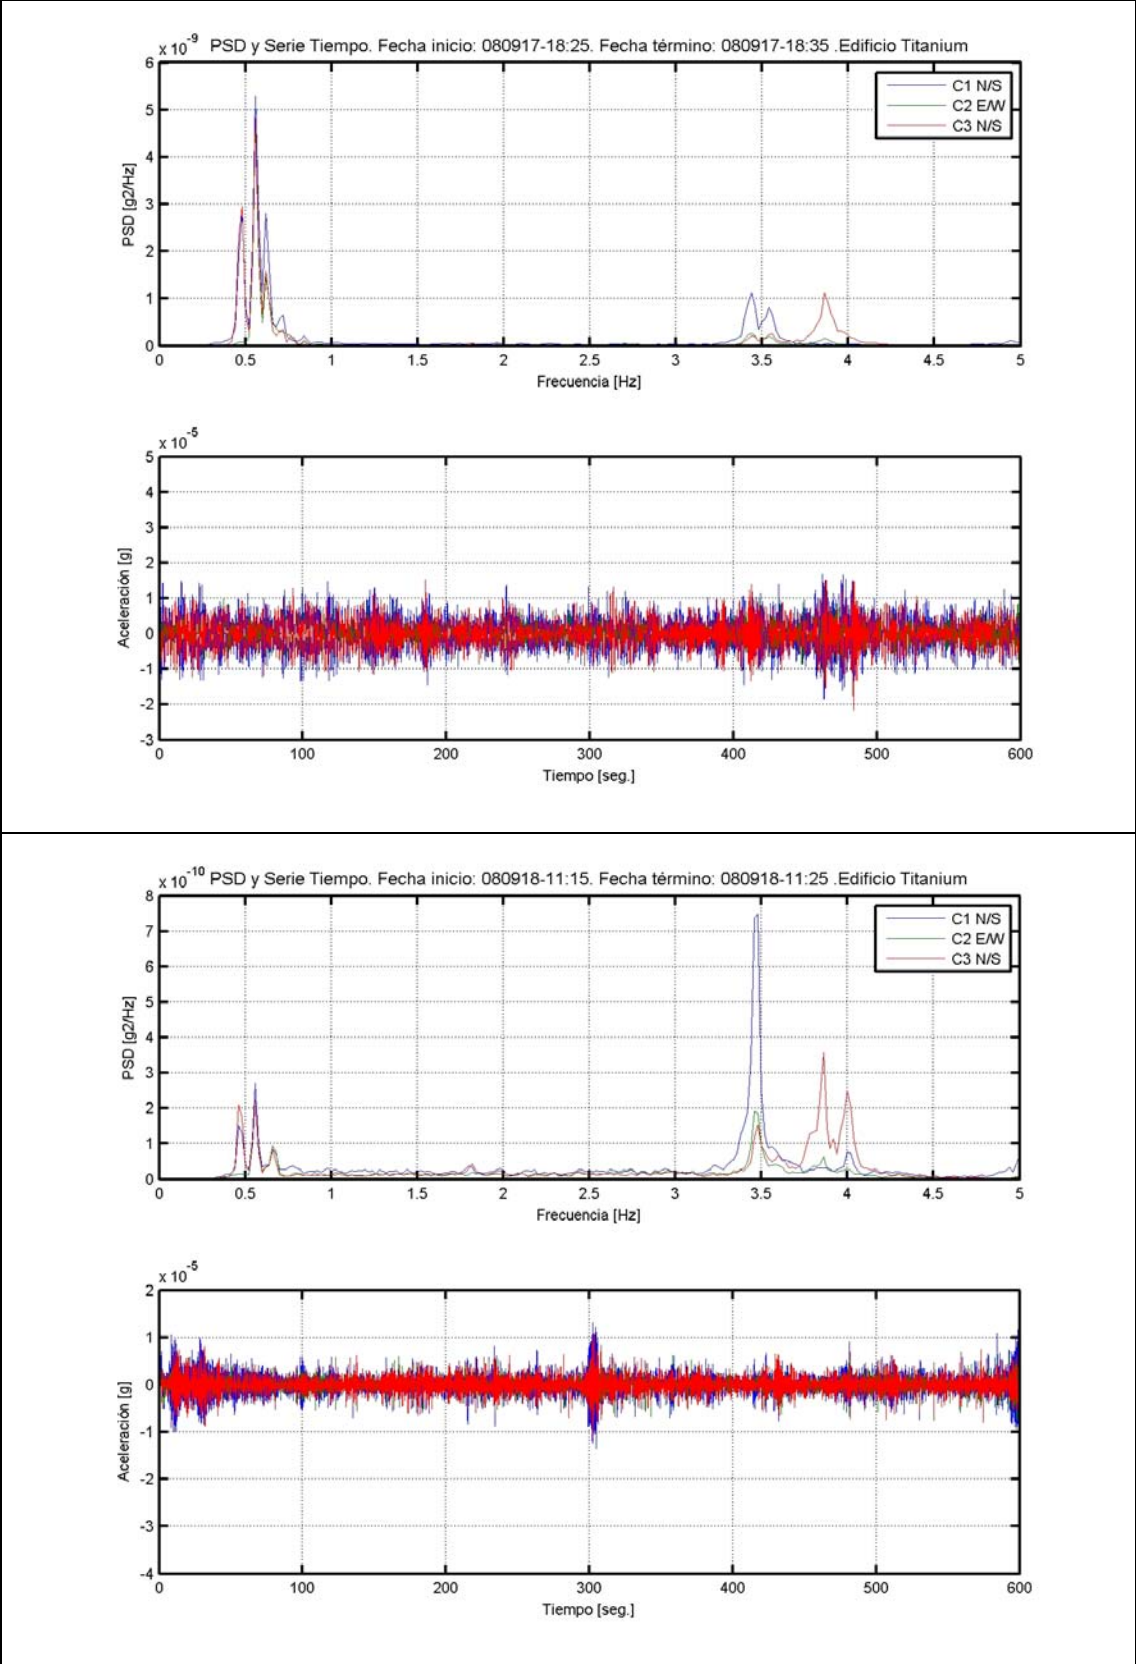 x 10-9 PSD y Serie Tiempo. Fecha inicio: 080917-18:25. Fecha término: 080917-18:35 .Edificio Titanium
6
5
4
3
2
1
0
PSD [g2/Hz]
C1 N/S
C2 E/W
C3 N/S
0 0.5 1 1.5 2 2.5 3 3.5 4 4.5 5
Frecuencia [Hz]
x 10-5
5
4
3
2
1
0
-1
-2
-3
Aceleración [g]
0 100 200 300 400 500 600
Tiempo [seg.]
x 10-10 PSD y Serie Tiempo. Fecha inicio: 080918-11:15. Fecha término: 080918-11:25 .Edificio Titanium
8
7
6
5
4
3
2
1
0
PSD [g2/Hz]
C1 N/S
C2 E/W
C3 N/S
0 0.5 1 1.5 2 2.5 3 3.5 4 4.5 5
Frecuencia [Hz]
x 10-5
2
1
0
-1
-2
-3
-4
Aceleración [g]
0 100 200 300 400 500 600
Tiempo [seg.]